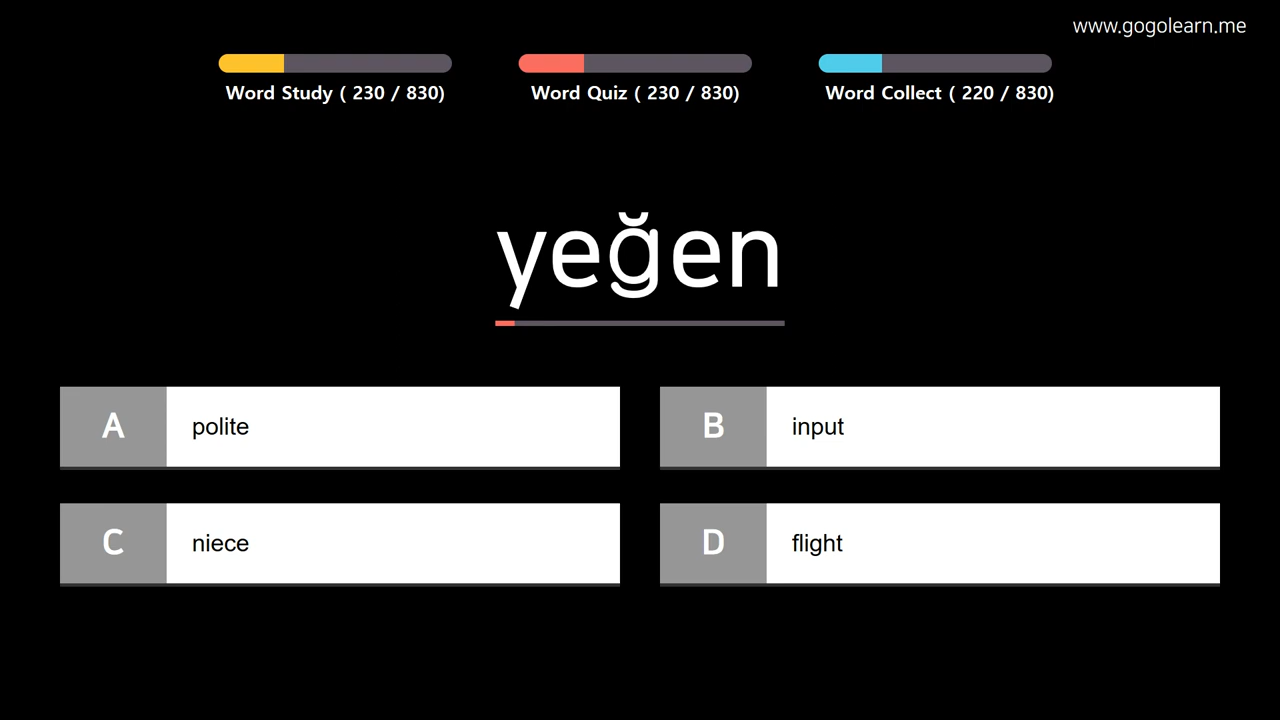 www.gogolearn.me
Word Study ( 230 / 830)
Word Quiz ( 230 / 830)
Word Collect ( 220 / 830)
yeğen
A polite
B input
C niece
D flight